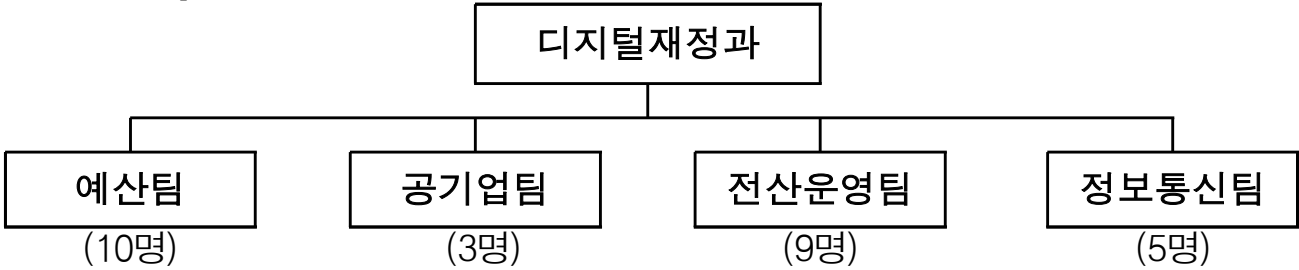 디지털재정과
예산팀 공기업팀 전산운영팀 정보통신팀
(10명) (3명) (9명) (5명)